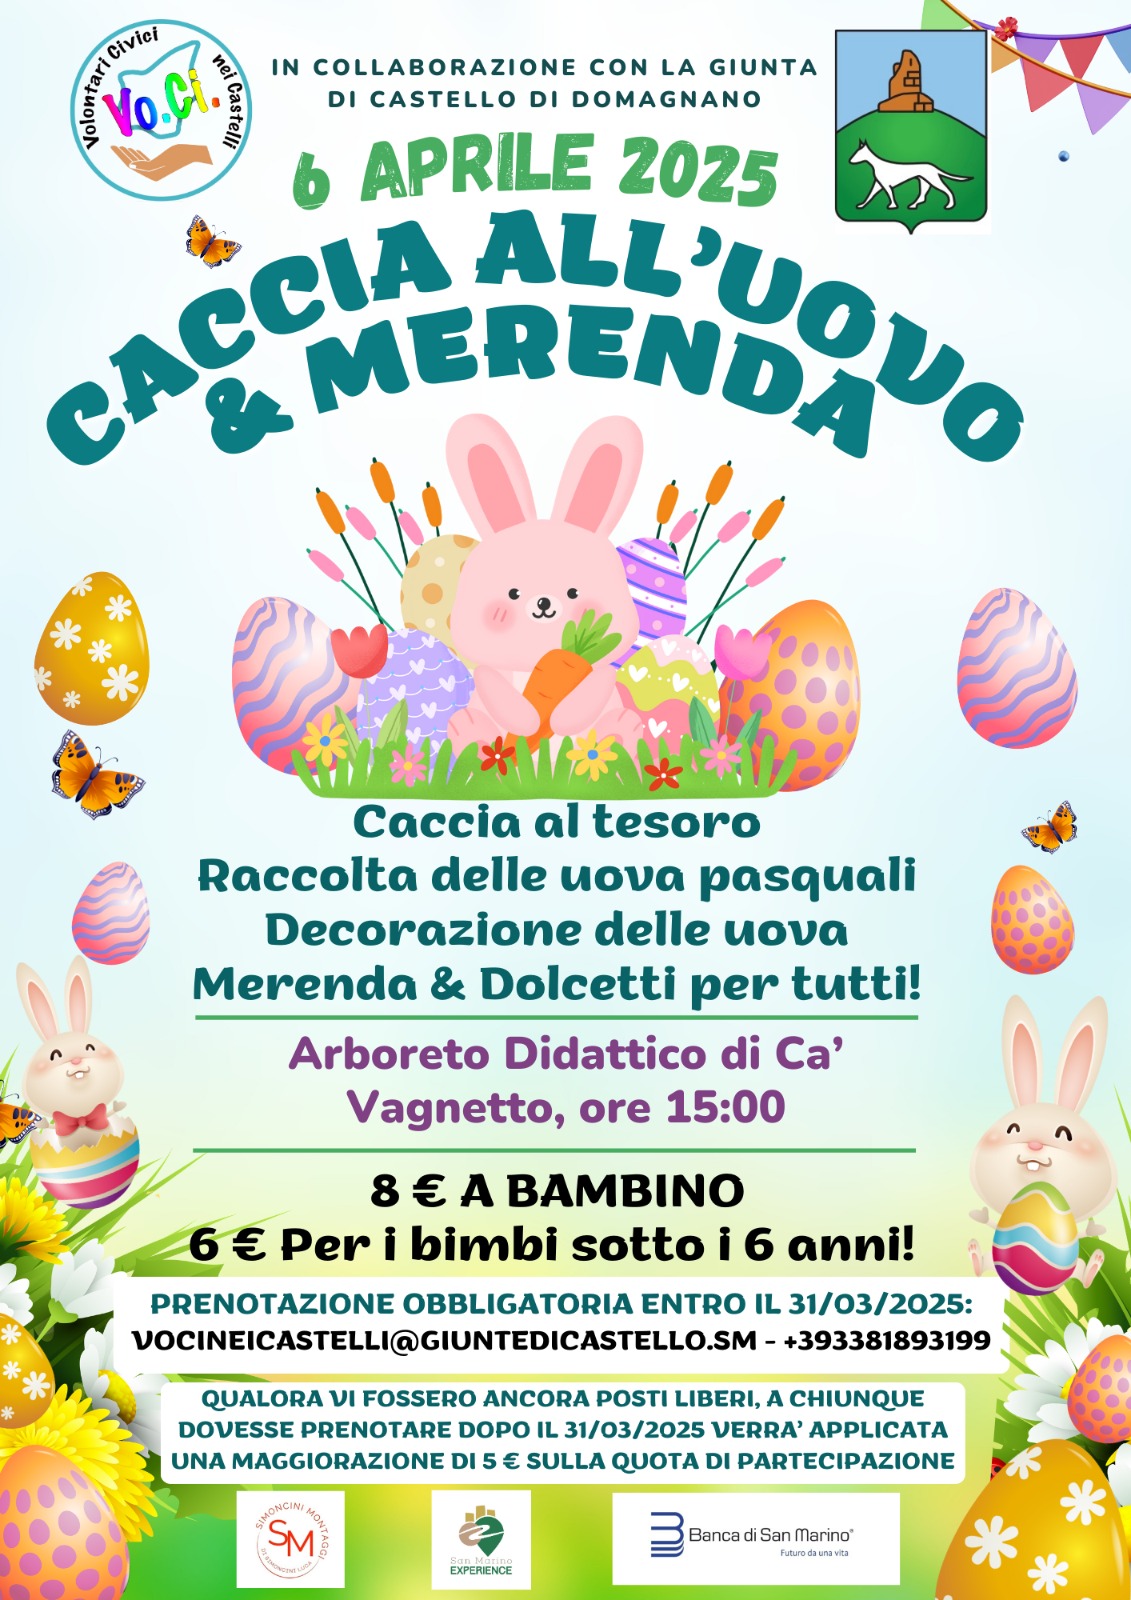 Volontari Civici nei Castelli
Vo.Ci.
IN COLLABORAZIONE CON LA GIUNTA
DI CASTELLO DI DOMAGNANO
6 APRILE 2025
CACCIA ALL'UOVO
& MERENDA
Caccia al tesoro
Raccolta delle uova pasquali
Decorazione delle uova
Merenda & Dolcetti per tutti!
Arboreto Didattico di Ca'
Vagnetto, ore 15:00
8 € A BAMBINO
6 € Per i bimbi sotto i 6 anni!
PRENOTAZIONE OBBLIGATORIA ENTRO IL 31/03/2025:
VOCINEICASTELLI@GIUNTEDICASTELLO.SM - +393381893199
QUALORA VI FOSSERO ANCORA POSTI LIBERI, A CHIUNQUE
DOVESSE PRENOTARE DOPO IL 31/03/2025 VERRA' APPLICATA
UNA MAGGIORAZIONE DI 5 € SULLA QUOTA DI PARTECIPAZIONE
SIMONCINI MONTAGGI
SM
DI SIMONCINI LUCA
San Marino
EXPERIENCE
Banca di San Marino®
Futuro da una vita